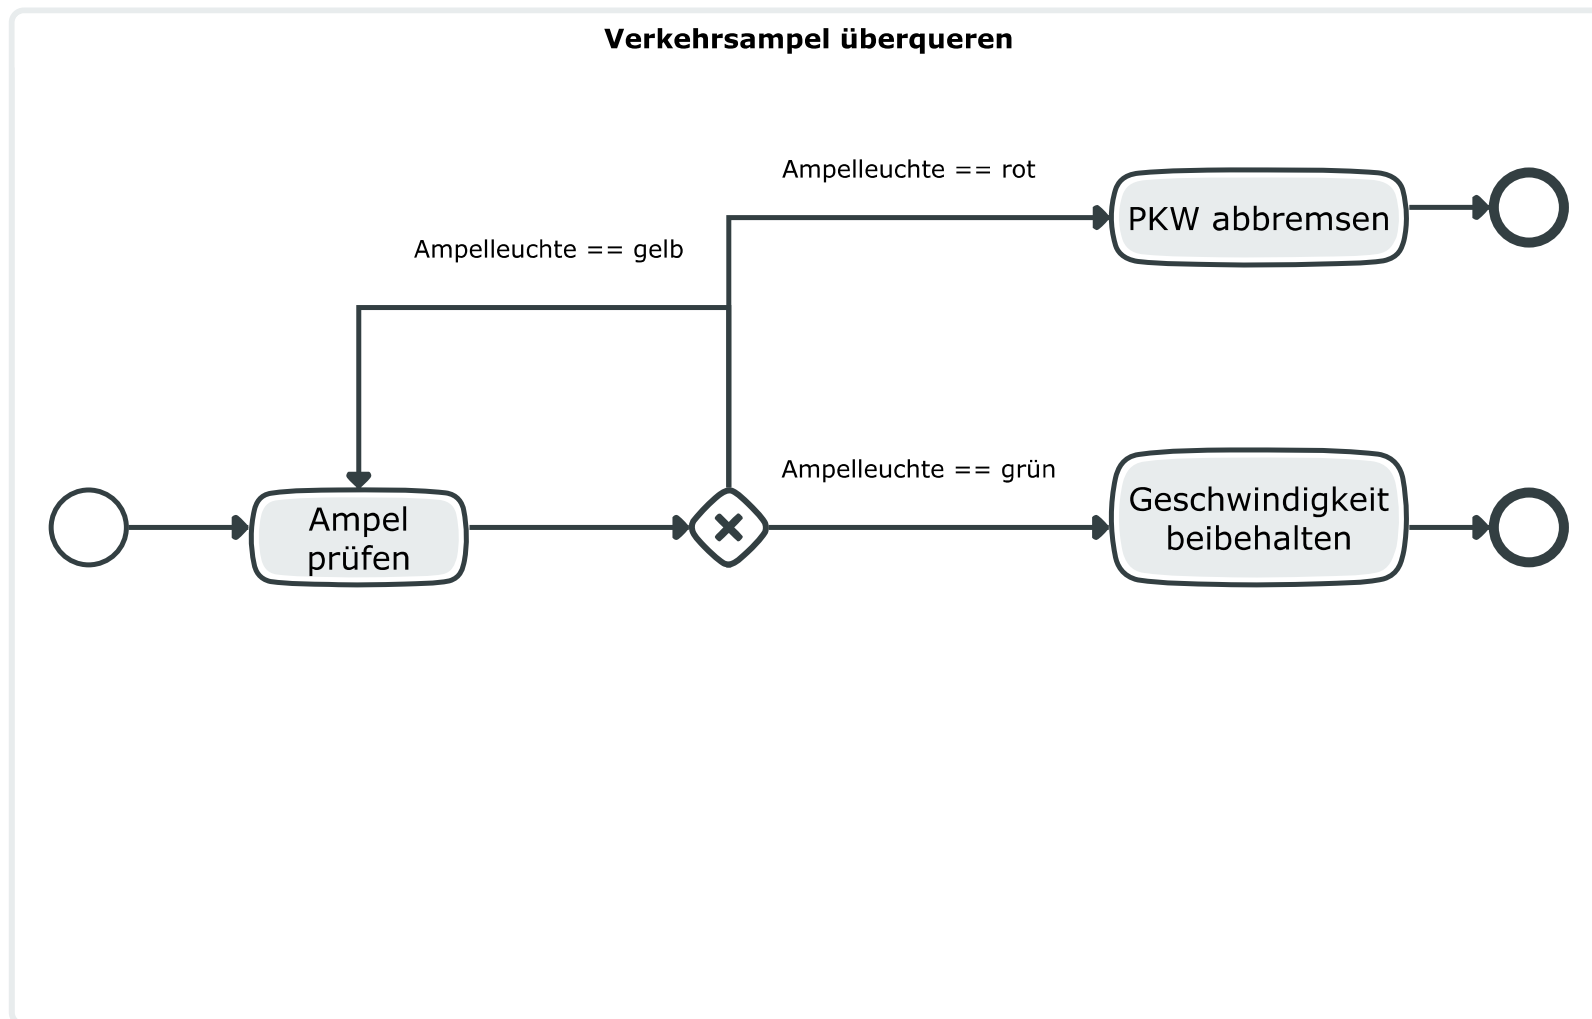 Verkehrsampel überqueren
Ampelleuchte == rot
PKW abbremsen
Ampelleuchte == gelb
Ampelleuchte == grün
Ampel
prüfen
Geschwindigkeit
beibehalten